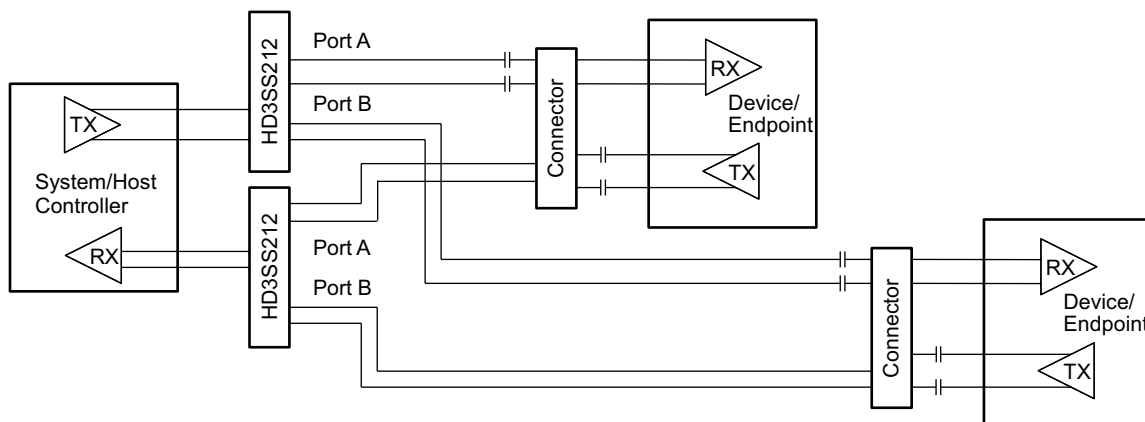 Port A
RX
Device/
Endpoint
TX
Connector
HD3SS212
Port B
TX
System/Host
Controller
RX
HD3SS212
Port A
Port B
Connector
RX
Device/
Endpoint
TX